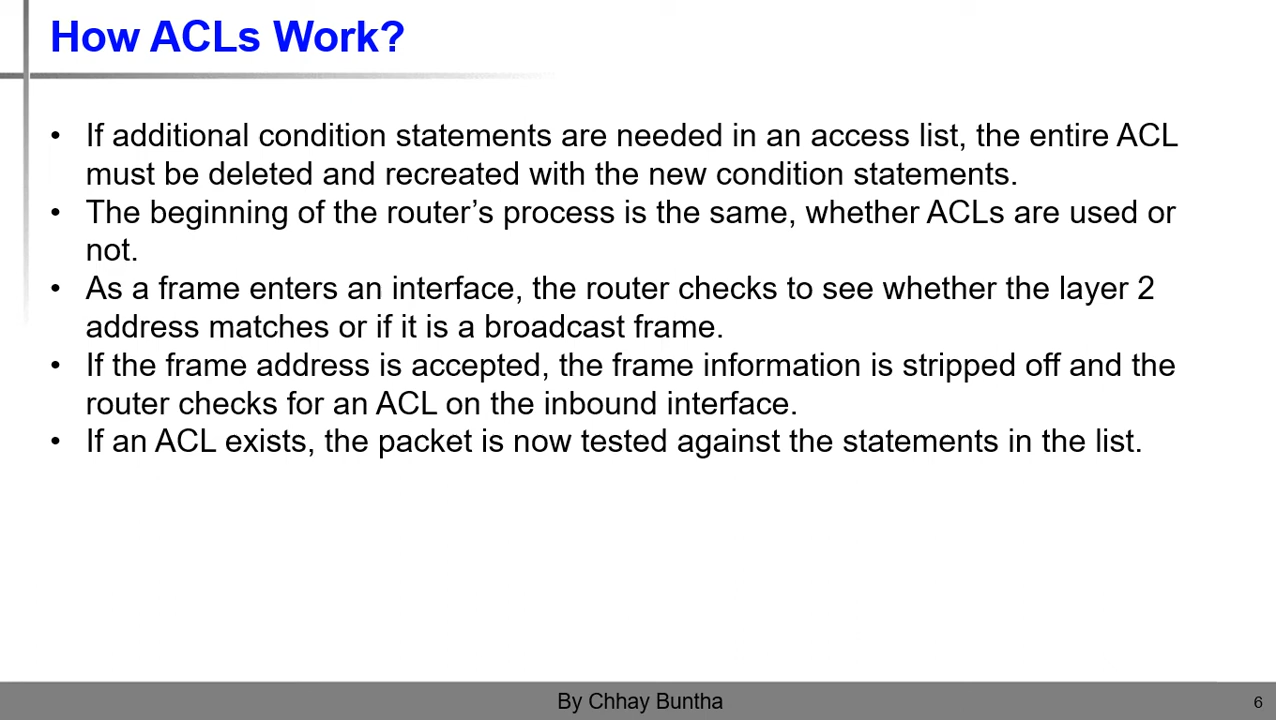 How ACLs Work?
• If additional condition statements are needed in an access list, the entire ACL
must be deleted and recreated with the new condition statements.
• The beginning of the router’s process is the same, whether ACLs are used or
not.
• As a frame enters an interface, the router checks to see whether the layer 2
address matches or if it is a broadcast frame.
• If the frame address is accepted, the frame information is stripped off and the
router checks for an ACL on the inbound interface.
• If an ACL exists, the packet is now tested against the statements in the list.
By Chhay Buntha
6